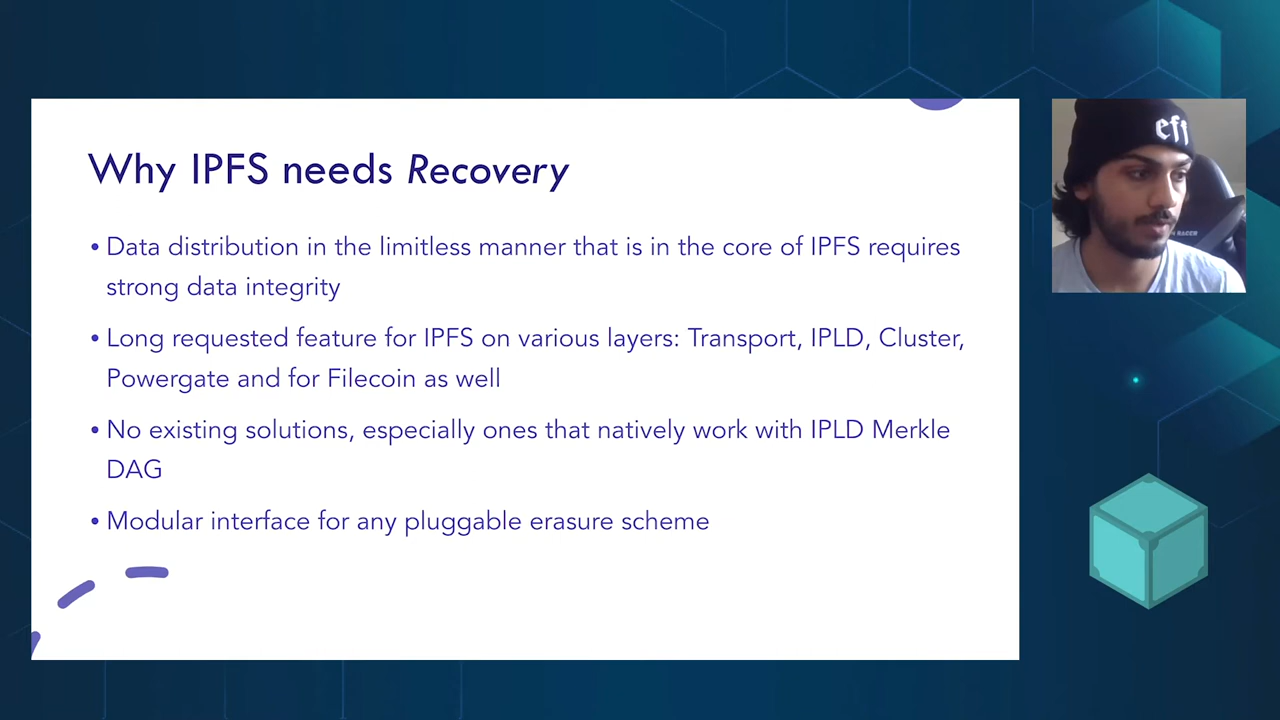 Why IPFS needs Recovery
• Data distribution in the limitless manner that is in the core of IPFS requires
strong data integrity
• Long requested feature for IPFS on various layers: Transport, IPLD, Cluster,
Powergate and for Filecoin as well
• No existing solutions, especially ones that natively work with IPLD Merkle
DAG
• Modular interface for any pluggable erasure scheme
eff
RACER